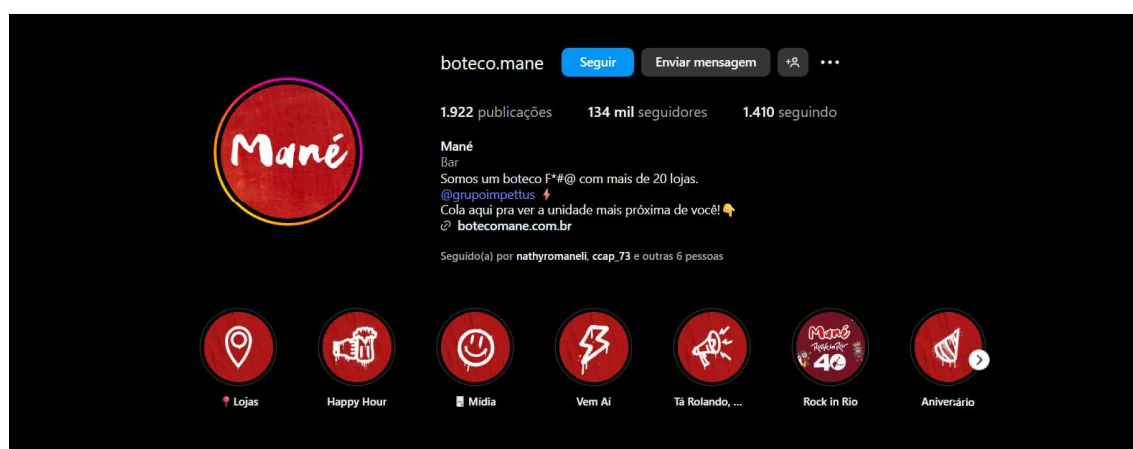 boteco.mane Seguir Enviar mensagem
1.922 publicações 134 mil seguidores 1.410 seguindo
Mané
Mané
Bar
Somos um boteco F*#@ com mais de 20 lojas.
@grupoimpettus ⚡
Cola aqui pra ver a unidade mais próxima de você!👇
botecomane.com.br
Seguido(a) por nathyromaneli, ccap_73 e outras 6 pessoas
Mané
Rock in Rio
40
📍 Lojas Happy Hour 📱 Mídia Vem Aí Tá Rolando, ... Rock in Rio Aniversário